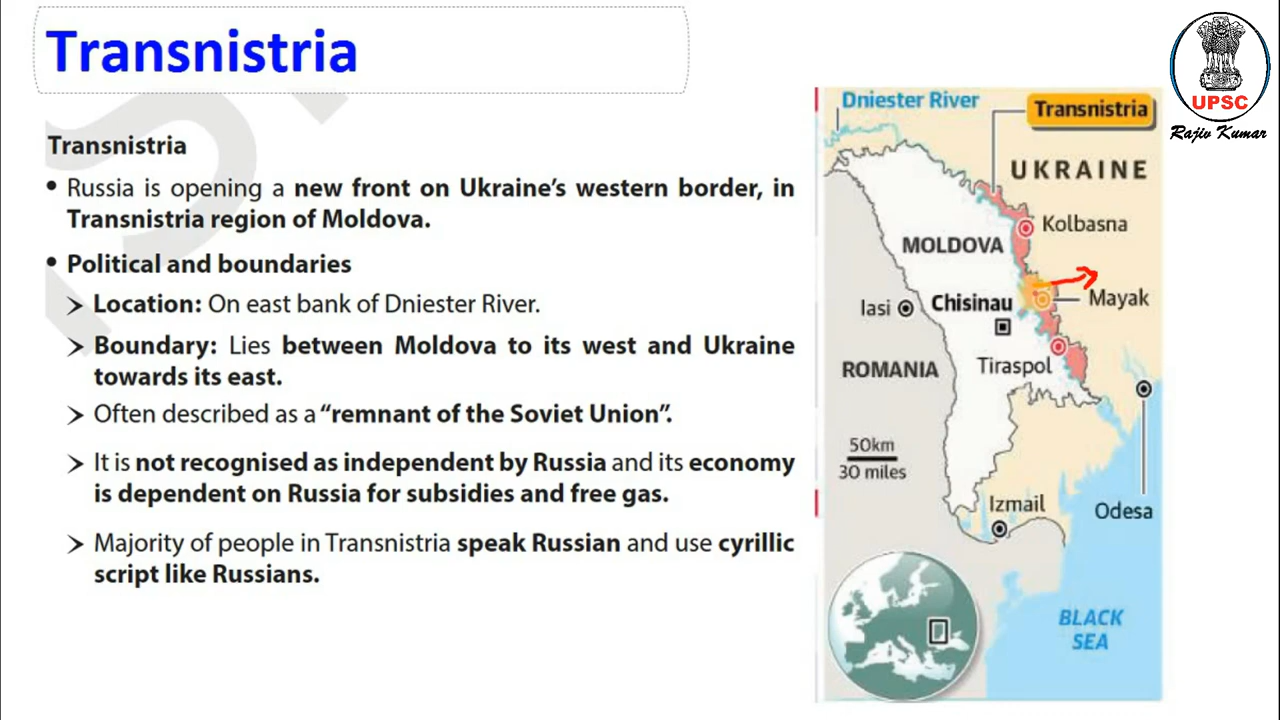 Transnistria
UPSC
Rajiv Kumar
Transnistria
• Russia is opening a new front on Ukraine's western border, in
Transnistria region of Moldova.
• Political and boundaries
➤ Location: On east bank of Dniester River.
➤ Boundary: Lies between Moldova to its west and Ukraine
towards its east.
➤ Often described as a "remnant of the Soviet Union".
➤ It is not recognised as independent by Russia and its economy
is dependent on Russia for subsidies and free gas.
➤ Majority of people in Transnistria speak Russian and use cyrillic
script like Russians.
Dniester River
Transnistria
UKRAINE
Kolbasna
MOLDOVA
Mayak
Iasi
Chisinau
Tiraspol
ROMANIA
50km
30 miles
Izmail
Odesa
BLACK
SEA